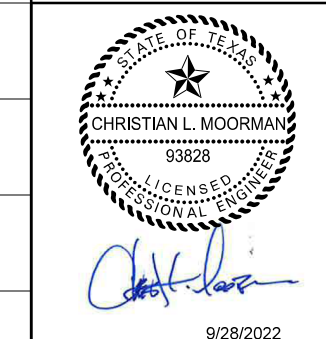 STATE OF TEXAS
CHRISTIAN L. MOORMAN
93828
LICENSED
PROFESSIONAL ENGINEER
9/28/2022